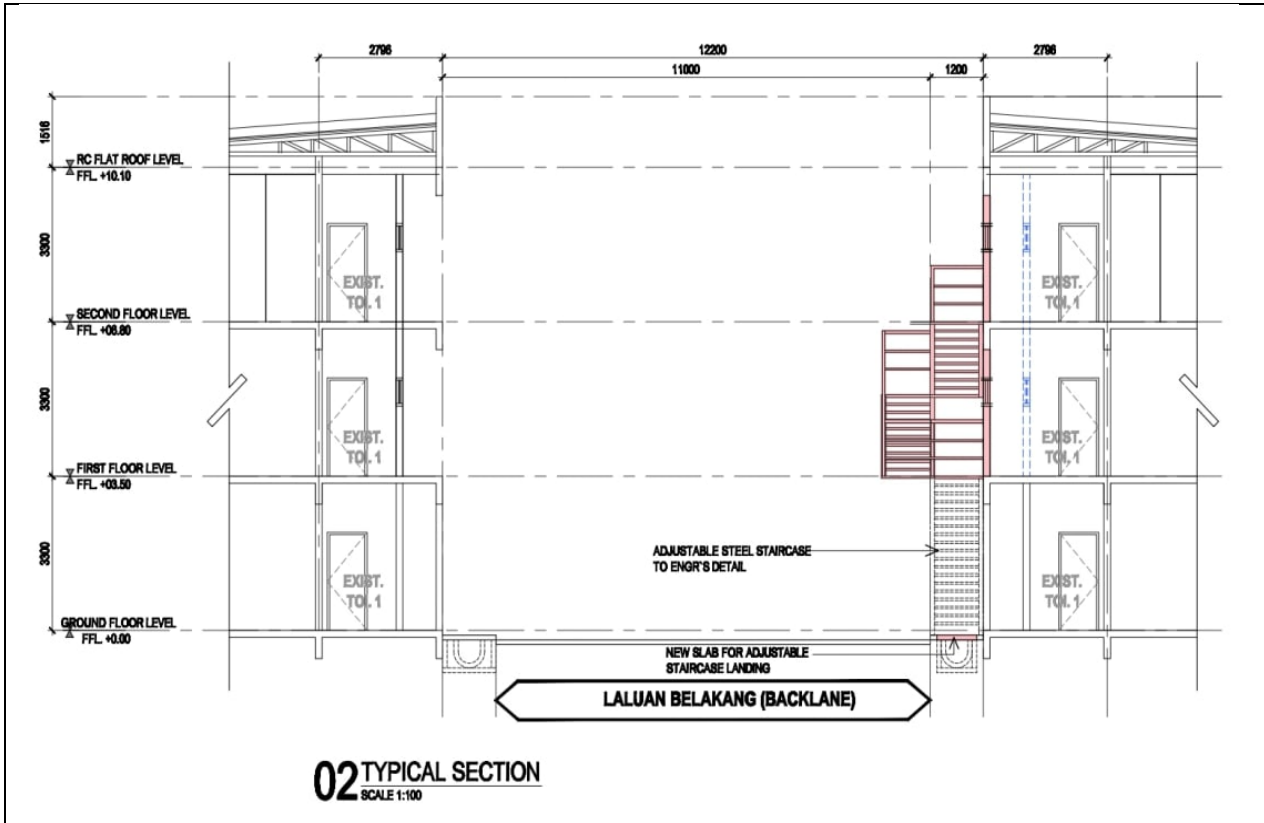 2796
12200
2796
11000
1200
1516
RC FLAT ROOF LEVEL
FFL. +10.10
3300
EXIST.
TOI. 1
EXIST.
TOI. 1
SECOND FLOOR LEVEL
FFL. +06.80
3300
EXIST.
TOI. 1
EXIST.
TOI. 1
FIRST FLOOR LEVEL
FFL. +03.50
3300
ADJUSTABLE STEEL STAIRCASE
TO ENGR'S DETAIL
EXIST.
TOI. 1
EXIST.
TOI. 1
GROUND FLOOR LEVEL
FFL. +0.00
NEW SLAB FOR ADJUSTABLE
STAIRCASE LANDING
LALUAN BELAKANG (BACKLANE)
02 TYPICAL SECTION
SCALE 1:100